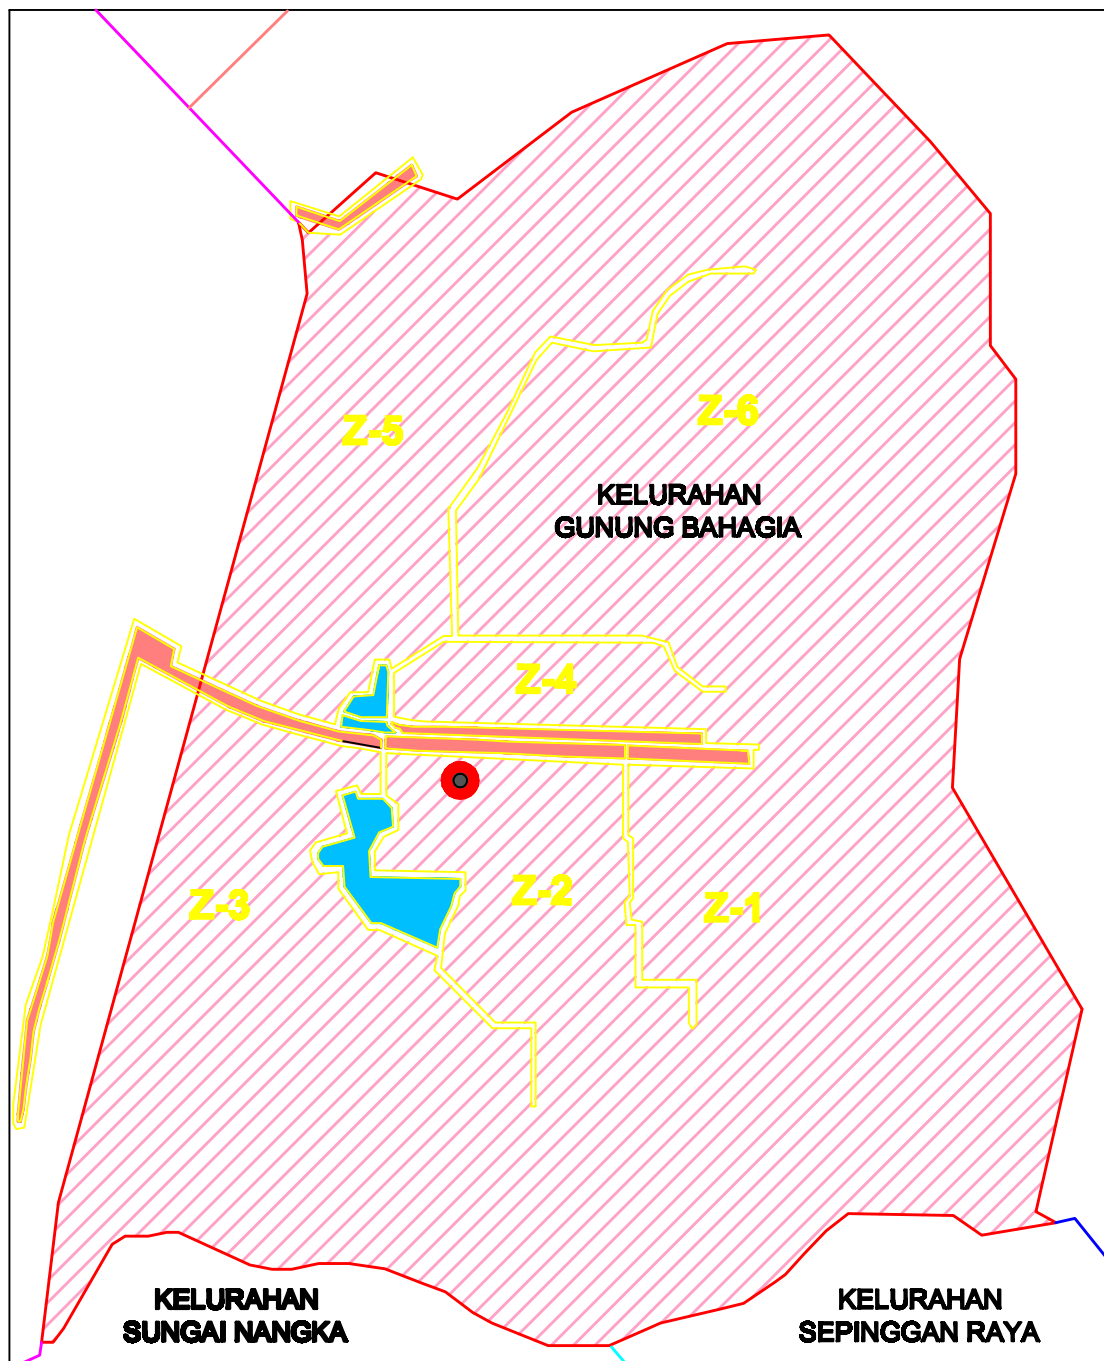 Z-6
Z-5
KELURAHAN
GUNUNG BAHAGIA
Z-4
Z-2
Z-3
Z-1
KELURAHAN
SUNGAI NANGKA
KELURAHAN
SEPINGGAN RAYA